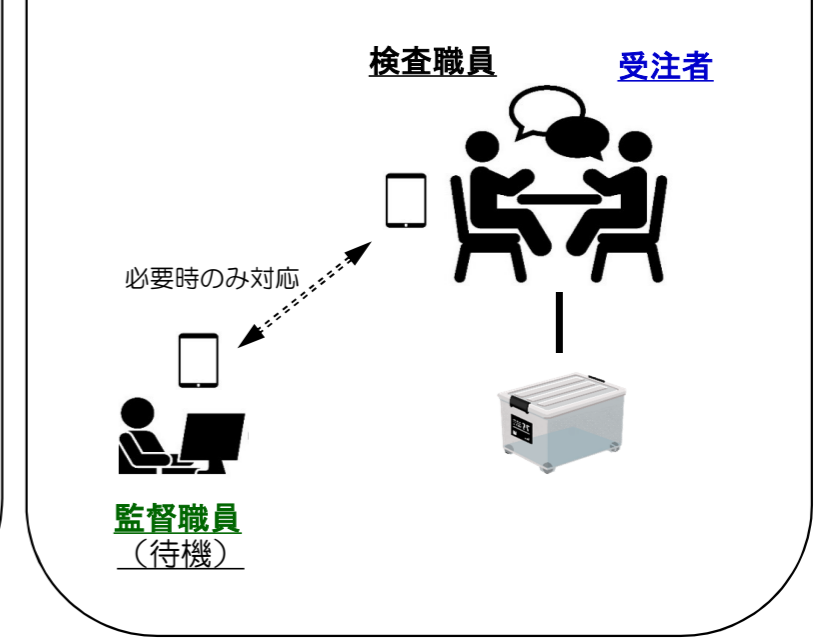 検査職員
受注者
必要時のみ対応
監督職員
（待機）